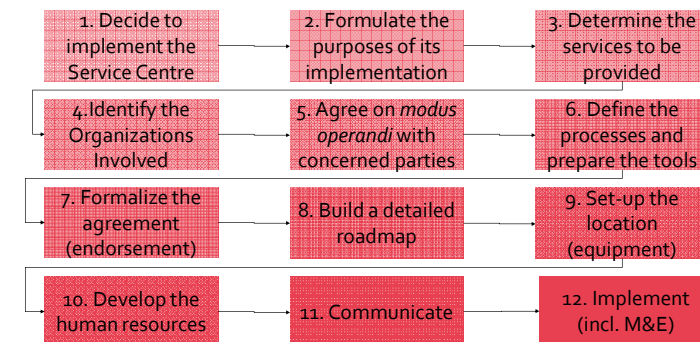 1. Decide to
implement the
Service Centre
2. Formulate the
purposes of its
implementation
3. Determine the
services to be
provided
4.Identify the
Organizations
Involved
5. Agree on modus
operandi with
concerned parties
6. Define the
processes and
prepare the tools
7. Formalize the
agreement
(endorsement)
8. Build a detailed
roadmap
9. Set-up the
location
(equipment)
10. Develop the
human resources
11. Communicate
12. Implement
(incl. M&E)